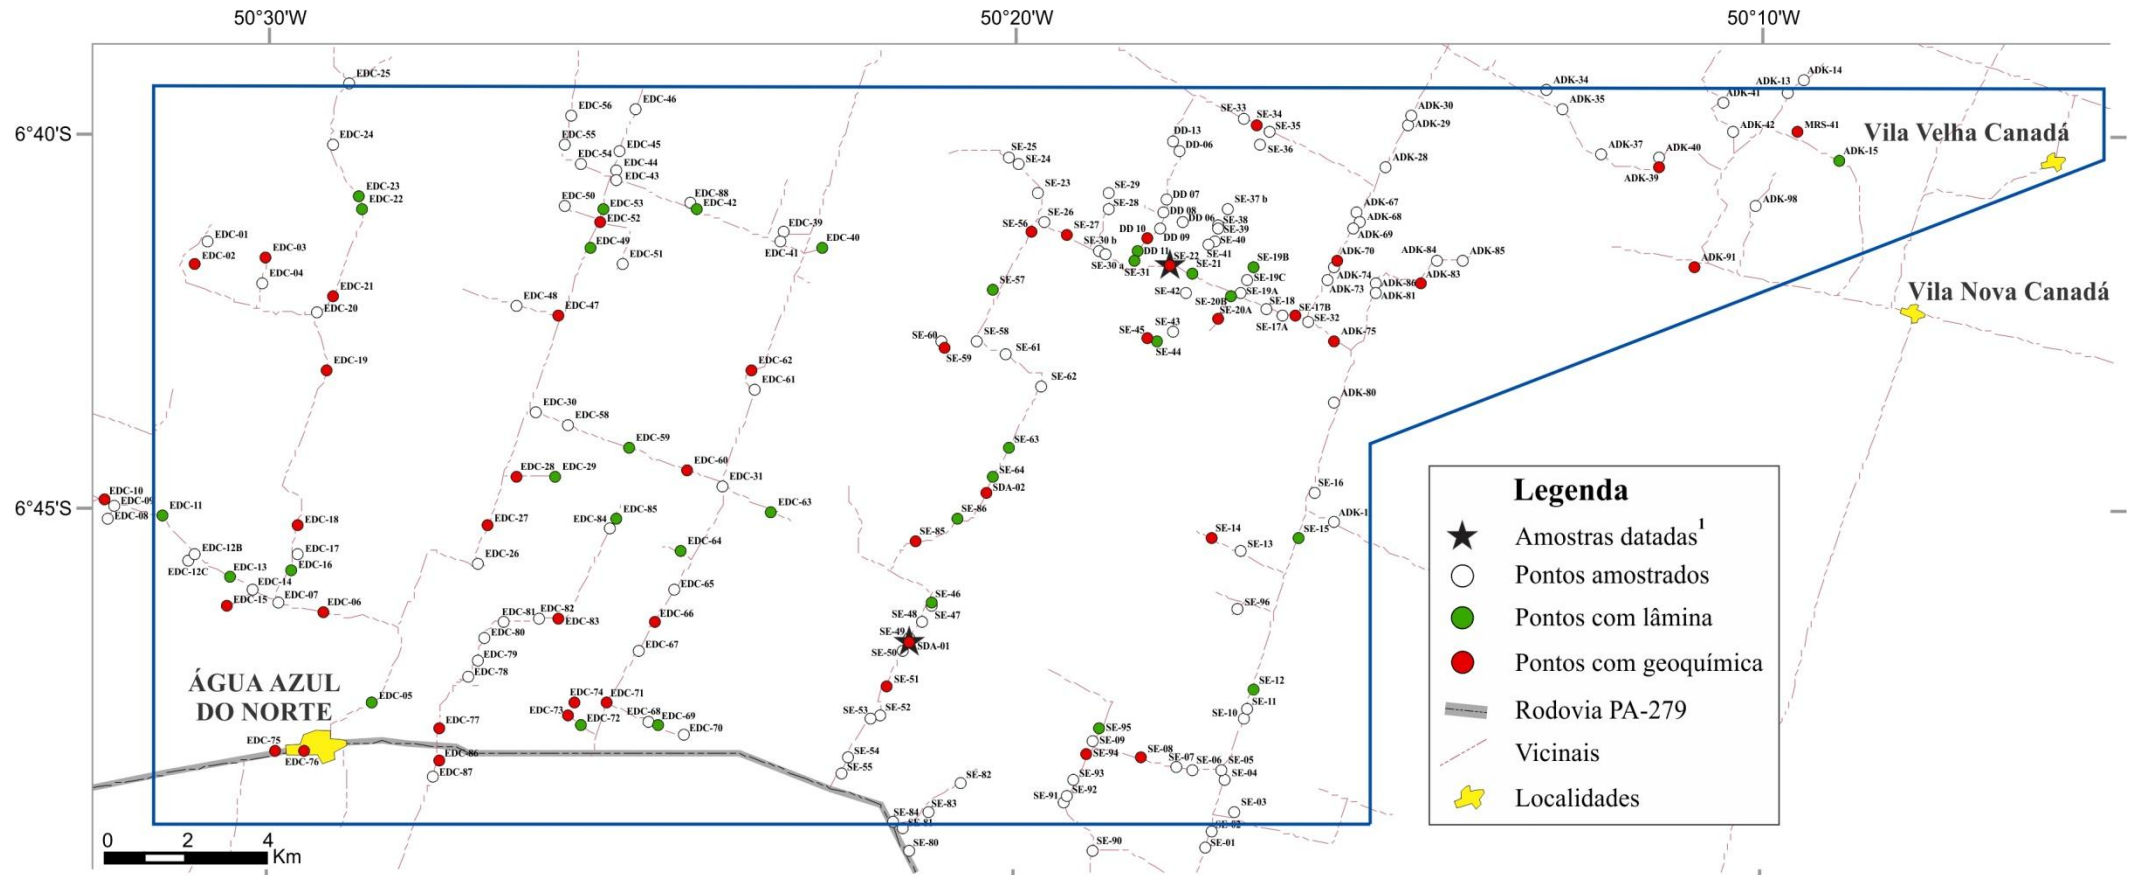 50°30'W
50°20'W
50°10'W
6°40'S
6°45'S
EDC-25
EDC-24
EDC-23
EDC-22
EDC-01
EDC-02
EDC-03
EDC-04
EDC-21
EDC-20
EDC-19
EDC-56
EDC-46
EDC-55
EDC-45
EDC-54
EDC-44
EDC-43
EDC-50
EDC-53
EDC-52
EDC-88
EDC-42
EDC-49
EDC-51
EDC-39
EDC-41
EDC-40
EDC-48
EDC-47
EDC-62
EDC-61
EDC-30
EDC-58
EDC-59
EDC-60
EDC-28
EDC-29
EDC-31
EDC-63
EDC-10
EDC-09
EDC-08
EDC-11
EDC-18
EDC-27
EDC-84
EDC-85
EDC-64
EDC-12B
EDC-12C
EDC-17
EDC-16
EDC-13
EDC-14
EDC-15
EDC-07
EDC-06
EDC-26
EDC-65
EDC-81
EDC-82
EDC-83
EDC-66
EDC-80
EDC-79
EDC-78
EDC-67
EDC-05
EDC-74
EDC-71
EDC-73
EDC-72
EDC-68
EDC-69
EDC-70
EDC-77
EDC-75
EDC-76
EDC-86
EDC-87
ÁGUA AZUL
DO NORTE
SE-25
SE-24
SE-23
SE-26
SE-56
SE-27
SE-29
SE-28
SE-30 b
SE-30 a
SE-31
SE-33
SE-34
SE-35
SE-36
DD-13
DD-06
DD 07
DD 08
DD 06
DD 10
DD 09
DD 11
SE-37 b
SE-38
SE-39
SE-40
SE-41
SE-22
SE-21
SE-19B
SE-19C
SE-19A
SE-42
SE-20B
SE-20A
SE-18
SE-17A
SE-17B
SE-32
SE-43
SE-45
SE-44
SE-57
SE-58
SE-60
SE-59
SE-61
SE-62
SE-63
SE-64
SDA-02
SE-86
SE-85
SE-46
SE-48
SE-47
SE-49
SDA-01
SE-50
SE-51
SE-53
SE-52
SE-54
SE-55
SE-82
SE-83
SE-84
SE-81
SE-80
SE-16
SE-14
SE-13
SE-15
SE-96
SE-12
SE-11
SE-10
SE-95
SE-09
SE-94
SE-08
SE-07
SE-06
SE-05
SE-04
SE-93
SE-92
SE-91
SE-03
SE-02
SE-01
SE-90
ADK-30
ADK-29
ADK-28
ADK-67
ADK-68
ADK-69
ADK-70
ADK-74
ADK-73
ADK-86
ADK-81
ADK-84
ADK-85
ADK-83
ADK-75
ADK-80
ADK-1
ADK-34
ADK-35
ADK-37
ADK-40
ADK-39
ADK-41
ADK-13
ADK-14
ADK-42
MRS-41
ADK-15
ADK-98
ADK-91
Vila Velha Canadá
Vila Nova Canadá
Legenda
Amostras datadas¹
Pontos amostrados
Pontos com lâmina
Pontos com geoquímica
Rodovia PA-279
Vicinais
Localidades
0 2 4
Km